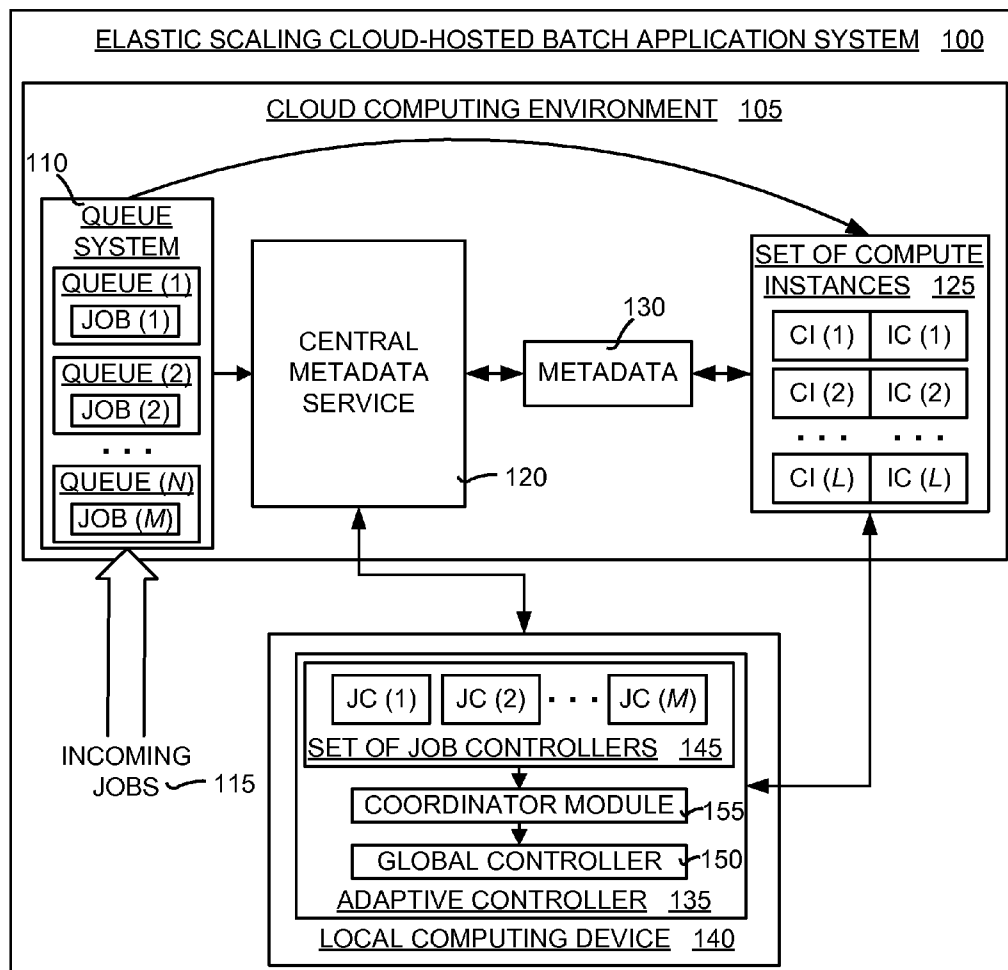 ELASTIC SCALING CLOUD-HOSTED BATCH APPLICATION SYSTEM 100
CLOUD COMPUTING ENVIRONMENT 105
110
QUEUE
SYSTEM
QUEUE (1)
JOB (1)
QUEUE (2)
JOB (2)
. . .
QUEUE (N)
JOB (M)
CENTRAL
METADATA
SERVICE
120
130
METADATA
SET OF COMPUTE
INSTANCES 125
CI (1) IC (1)
CI (2) IC (2)
. . . . . .
CI (L) IC (L)
INCOMING
JOBS 115
JC (1) JC (2) . . . JC (M)
SET OF JOB CONTROLLERS 145
COORDINATOR MODULE 155
GLOBAL CONTROLLER 150
ADAPTIVE CONTROLLER 135
LOCAL COMPUTING DEVICE 140